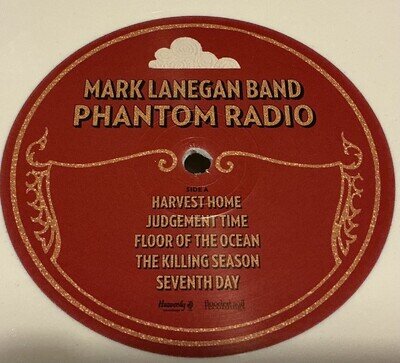 MARK LANEGAN BAND
PHANTOM RADIO
SIDE A
HARVEST HOME
JUDGEMENT TIME
FLOOR OF THE OCEAN
THE KILLING SEASON
SEVENTH DAY
Heavenly